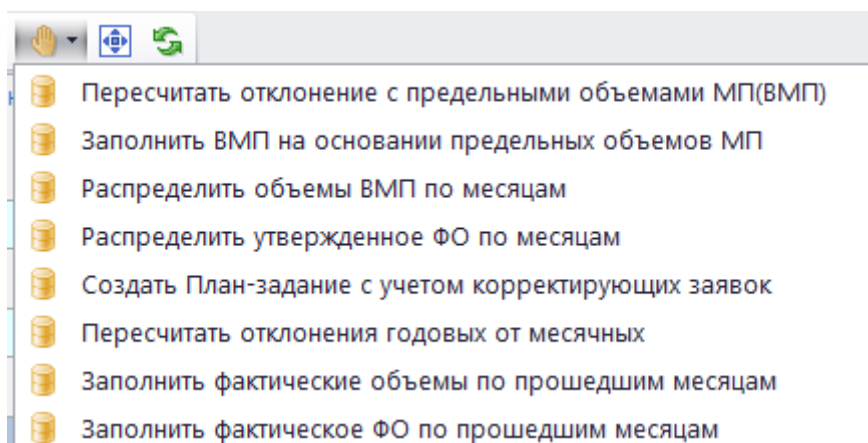 Пересчитать отклонение с предельными объемами МП(ВМП)
Заполнить ВМП на основании предельных объемов МП
Распределить объемы ВМП по месяцам
Распределить утвержденное ФО по месяцам
Создать План-задание с учетом корректирующих заявок
Пересчитать отклонения годовых от месячных
Заполнить фактические объемы по прошедшим месяцам
Заполнить фактическое ФО по прошедшим месяцам